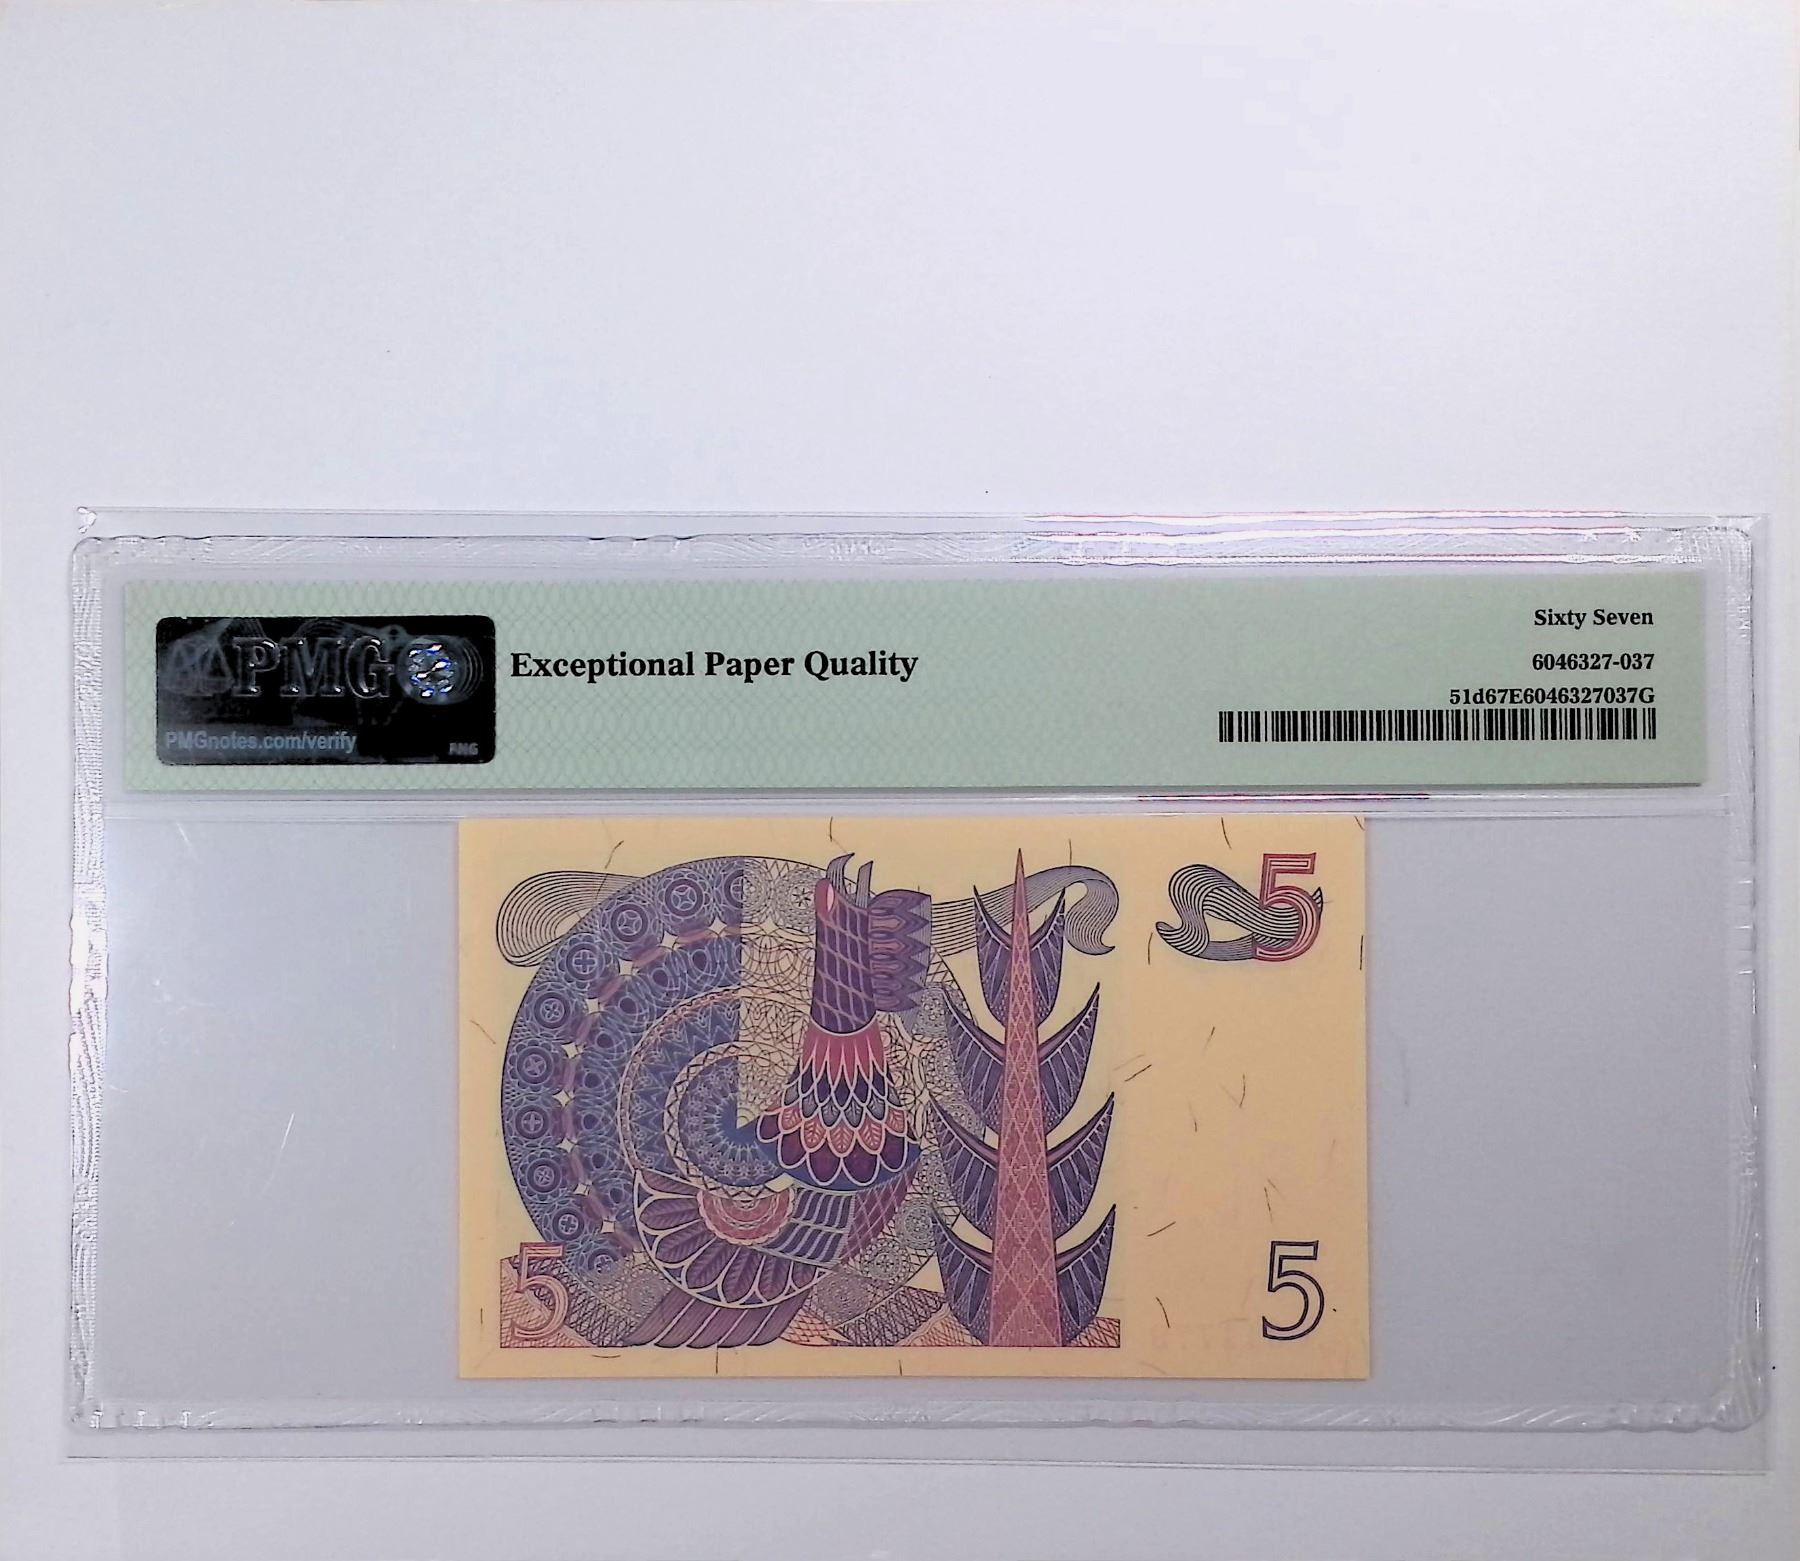 PMG
PMGnotes.com/verify
Exceptional Paper Quality
Sixty Seven
6046327-037
51d67E6046327037G
5
5
5